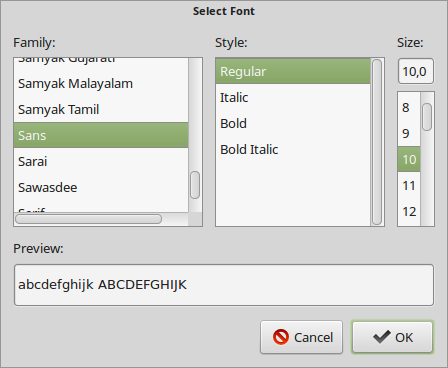 Select Font
Family:
Style:
Size:
Samyak Gujarati
Samyak Malayalam
Samyak Tamil
Sans
Sarai
Sawasdee
Serif
Regular
Italic
Bold
Bold Italic
10,0
8
9
10
11
12
Preview:
abcdefghijk ABCDEFGHIJK
Cancel
OK